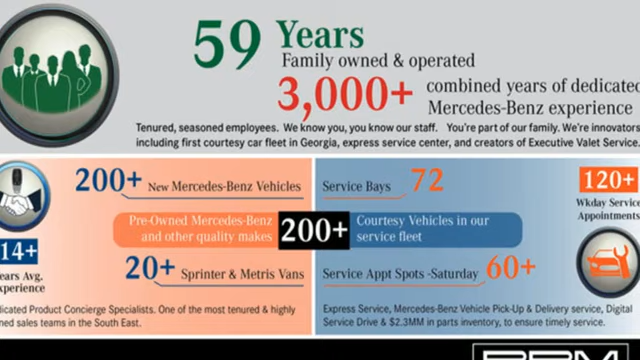 59 Years
Family owned & operated
3,000+ combined years of dedicated
Mercedes-Benz experience
Tenured, seasoned employees. We know you, you know our staff. You're part of our family. We're innovators
including first courtesy car fleet in Georgia, express service center, and creators of Executive Valet Service.
200+ New Mercedes-Benz Vehicles
Pre-Owned Mercedes-Benz
and other quality makes
200+
20+ Sprinter & Metris Vans
14+
ears Avg.
xperience
dicated Product Concierge Specialists. One of the most tenured & highly
ned sales teams in the South East.
Service Bays 72
Courtesy Vehicles in our
service fleet
Service Appt Spots -Saturday 60+
120+
Wkday Service
Appointments
Express Service, Mercedes-Benz Vehicle Pick-Up & Delivery service, Digital
Service Drive & $2.3MM in parts inventory, to ensure timely service.